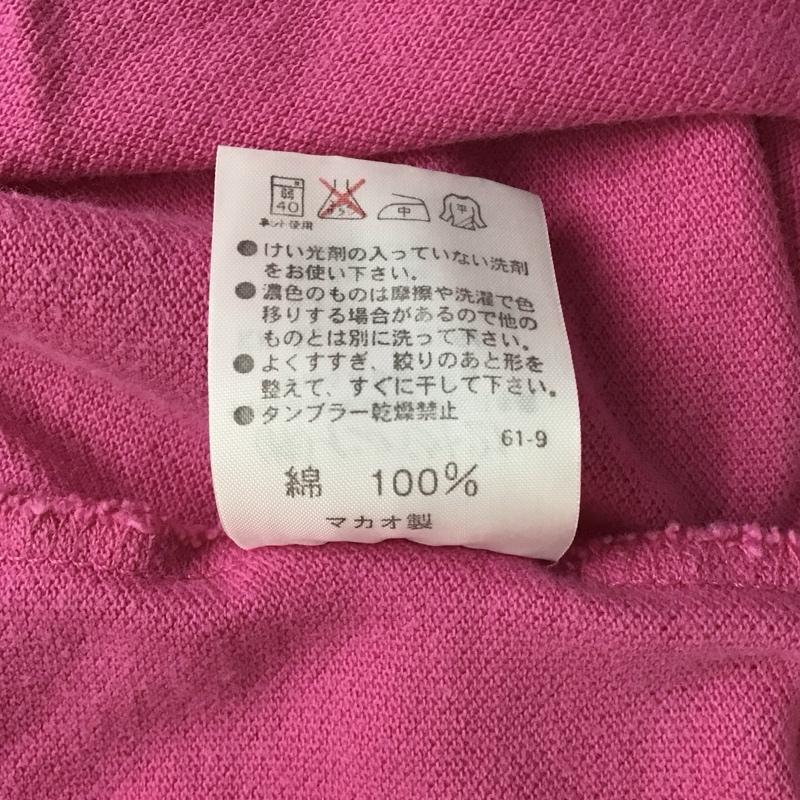 弱
40
ネット使用
中
平
● けい光剤の入っていない洗剤
をお使い下さい。
● 濃色のものは摩擦や洗濯で色
移りする場合があるので他の
ものとは別に洗って下さい。
● よくすすぎ、絞りのあと形を
整えて、すぐに干して下さい。
● タンブラー乾燥禁止
61-9
綿 100%
マカオ製